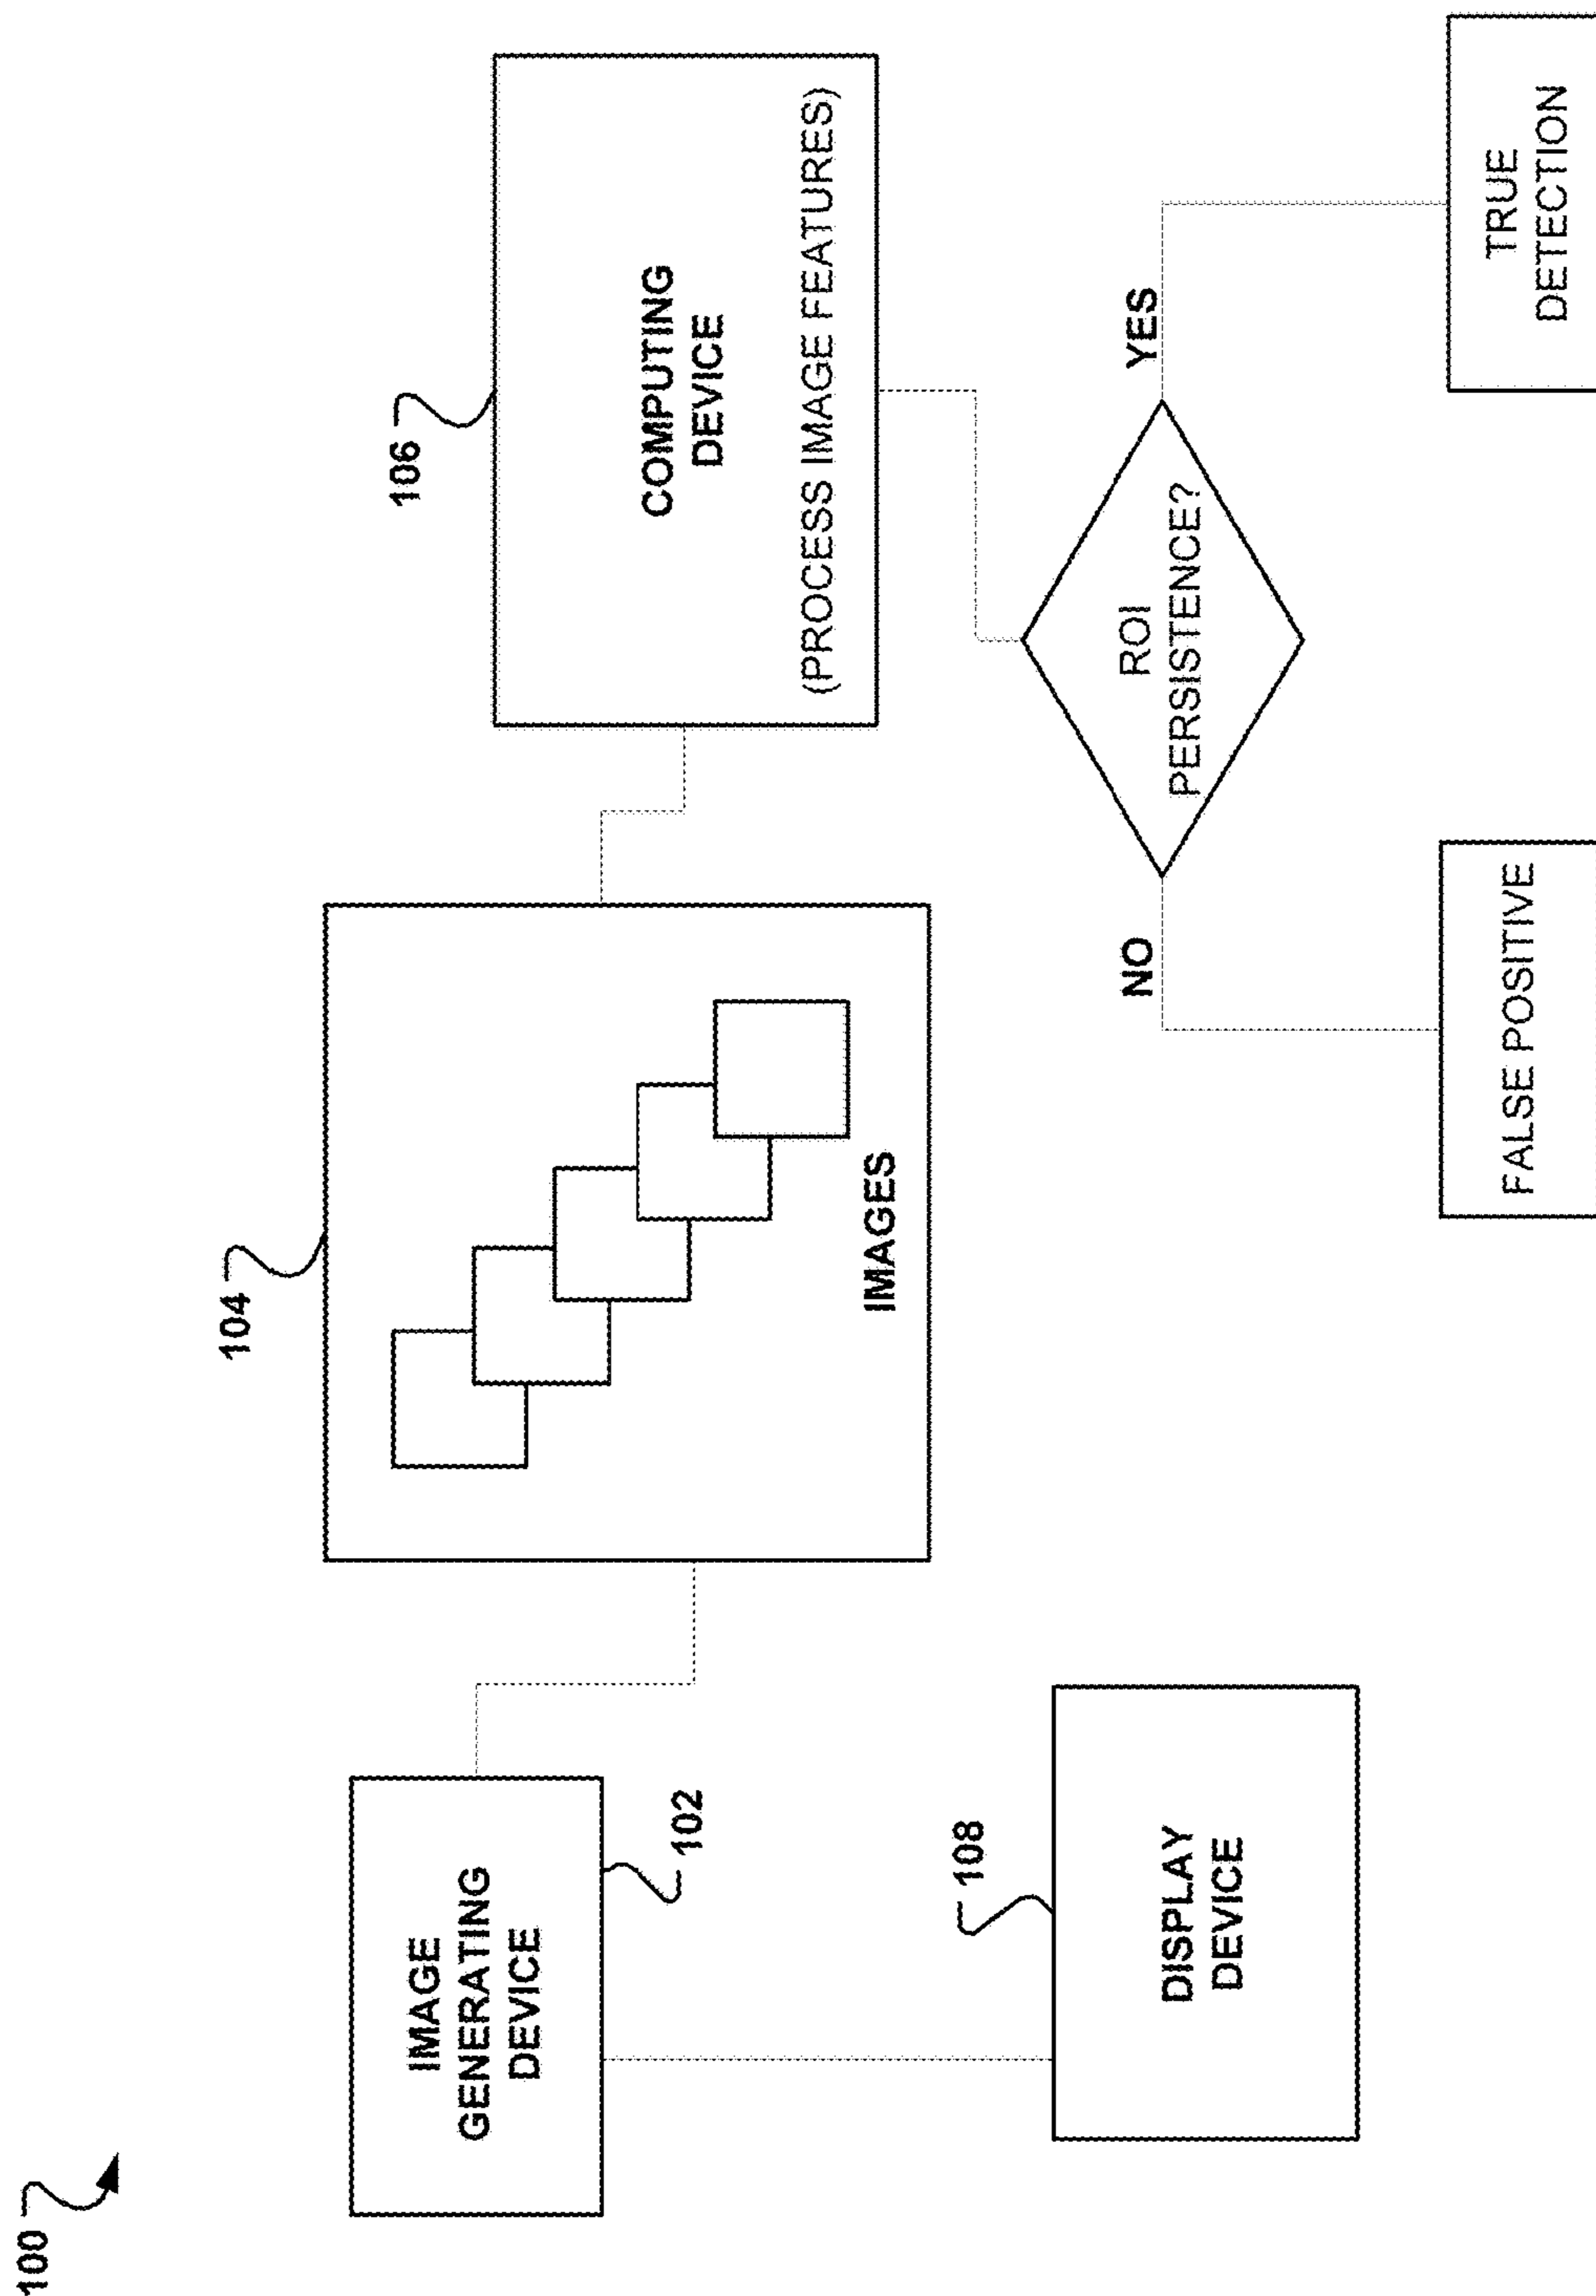 100
IMAGE
GENERATING
DEVICE
102
104
IMAGES
106
COMPUTING
DEVICE
(PROCESS IMAGE FEATURES)
108
DISPLAY
DEVICE
ROI
PERSISTENCE?
NO
YES
FALSE POSITIVE
TRUE
DETECTION